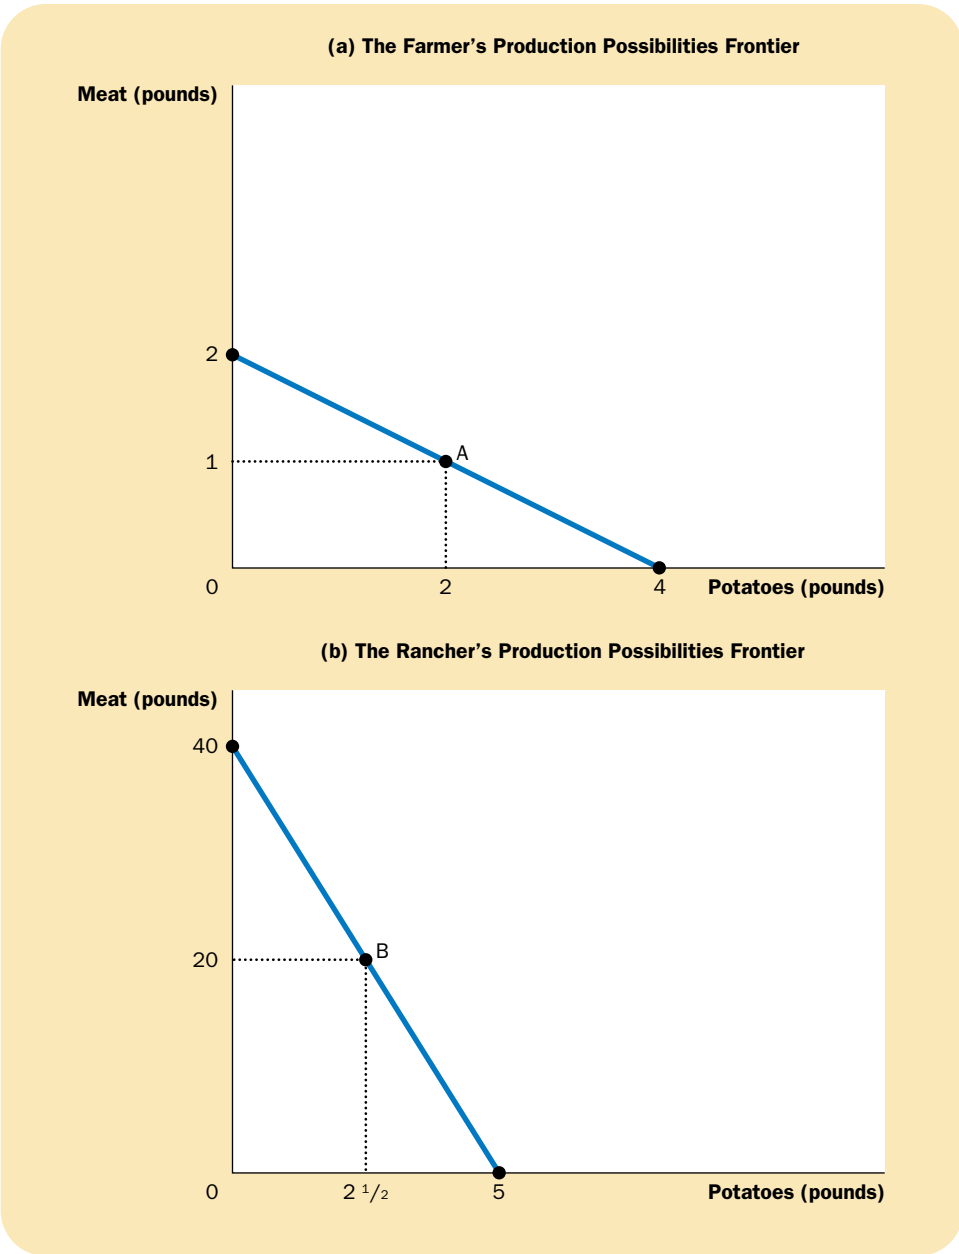 (a) The Farmer’s Production Possibilities Frontier
Meat (pounds)
2
1
A
0
2
4
Potatoes (pounds)
(b) The Rancher’s Production Possibilities Frontier
Meat (pounds)
40
20
B
0
2 1/2
5
Potatoes (pounds)